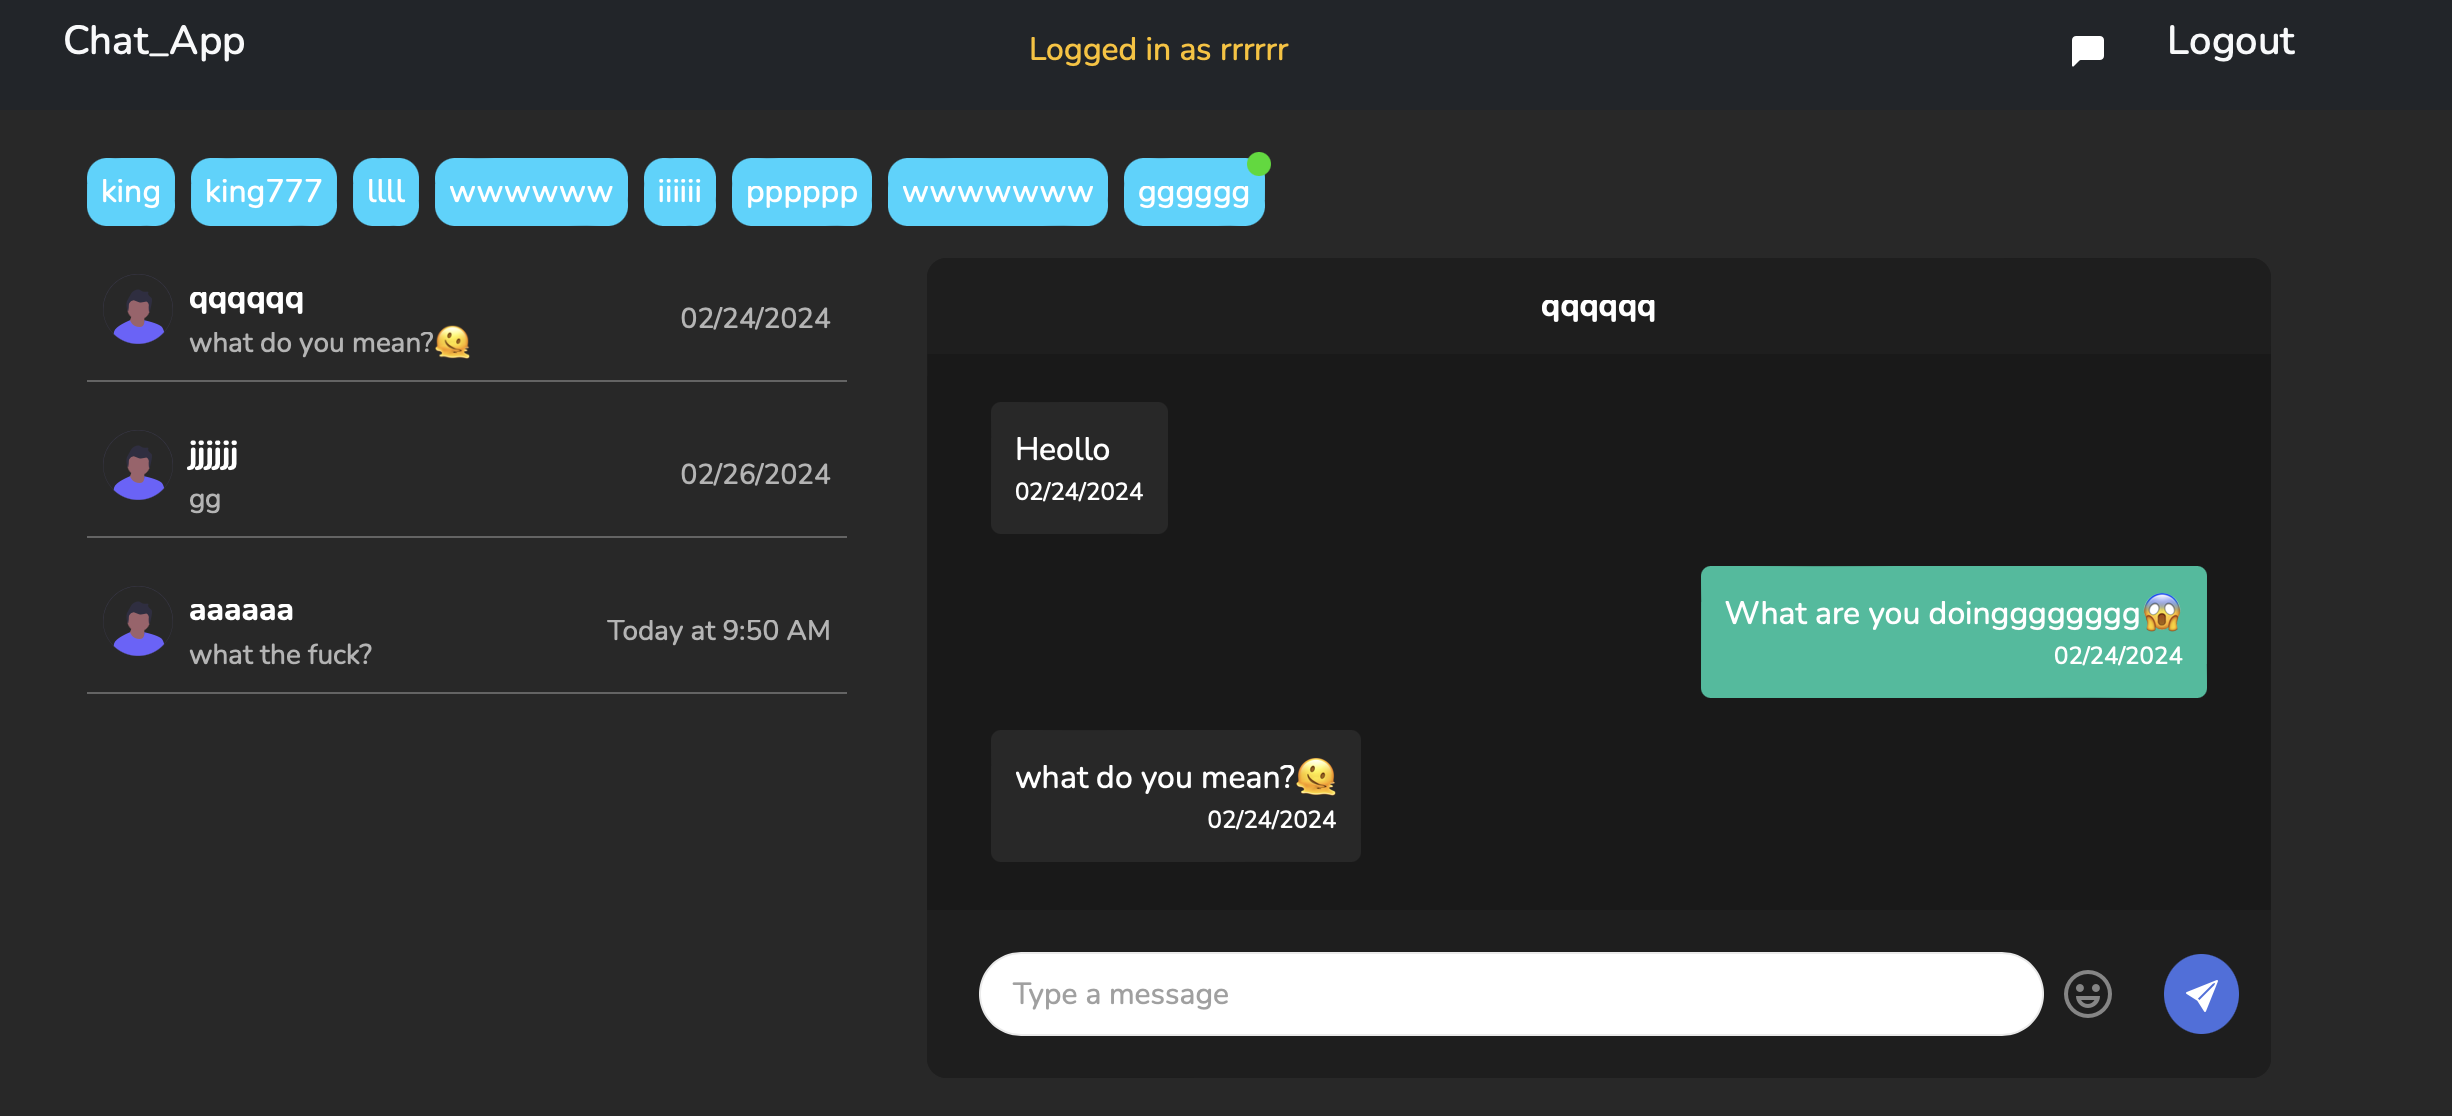 Chat_App
Logged in as rrrrrr
Logout
king king777 llll wwwwww iiiiii pppppp wwwwwww gggggg
qqqqqq
02/24/2024
what do you mean?🫠
jjjjjj
02/26/2024
gg
aaaaaa
Today at 9:50 AM
what the fuck?
qqqqqq
Heollo
02/24/2024
What are you doingggggggg😱
02/24/2024
what do you mean?🫠
02/24/2024
Type a message